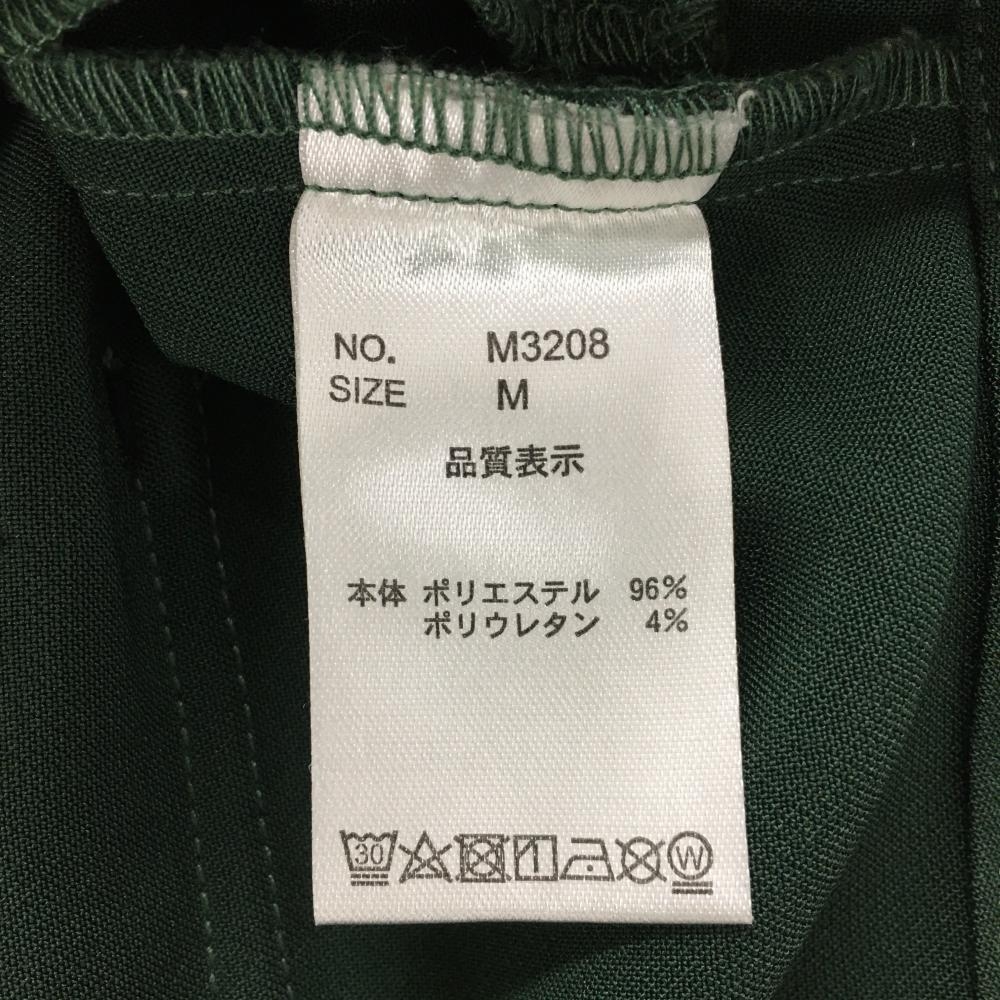 NO. M3208
SIZE M
品質表示
本体 ポリエステル 96%
ポリウレタン 4%
30 W